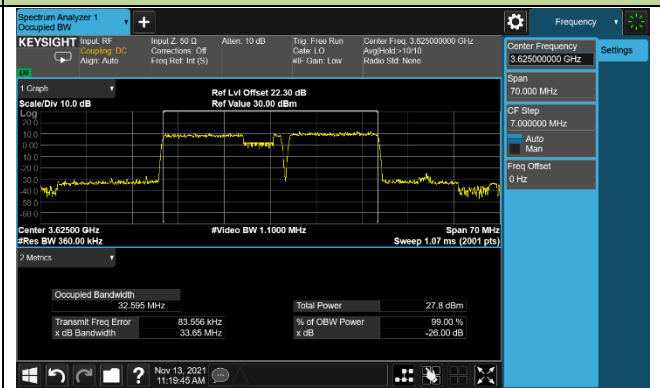 Spectrum Analyzer 1
Occupied BW
Frequency
KEYSIGHT
Input: RF
Coupling: DC
Align: Auto
Input Z: 50 Ω
Corrections: Off
Freq Ref: Int (S)
Atten: 10 dB
Trig: Free Run
Gate: LO
#IF Gain: Low
Center Freq: 3.625000000 GHz
Avg|Hold:>10/10
Radio Std: None
Center Frequency
3.625000000 GHz
Settings
Span
70.000 MHz
CF Step
7.000000 MHz
Auto
Man
Freq Offset
0 Hz
1 Graph
Scale/Div 10.0 dB
Ref Lvl Offset 22.30 dB
Ref Value 30.00 dBm
Log
20.0
10.0
0.00
-10.0
-20.0
-30.0
-40.0
-50.0
-60.0
Center 3.62500 GHz
#Res BW 360.00 kHz
#Video BW 1.1000 MHz
Span 70 MHz
Sweep 1.07 ms (2001 pts)
2 Metrics
Occupied Bandwidth
32.595 MHz
Total Power
27.8 dBm
Transmit Freq Error
83.556 kHz
% of OBW Power
99.00 %
x dB Bandwidth
33.65 MHz
x dB
-26.00 dB
?
Nov 13, 2021
11:19:45 AM